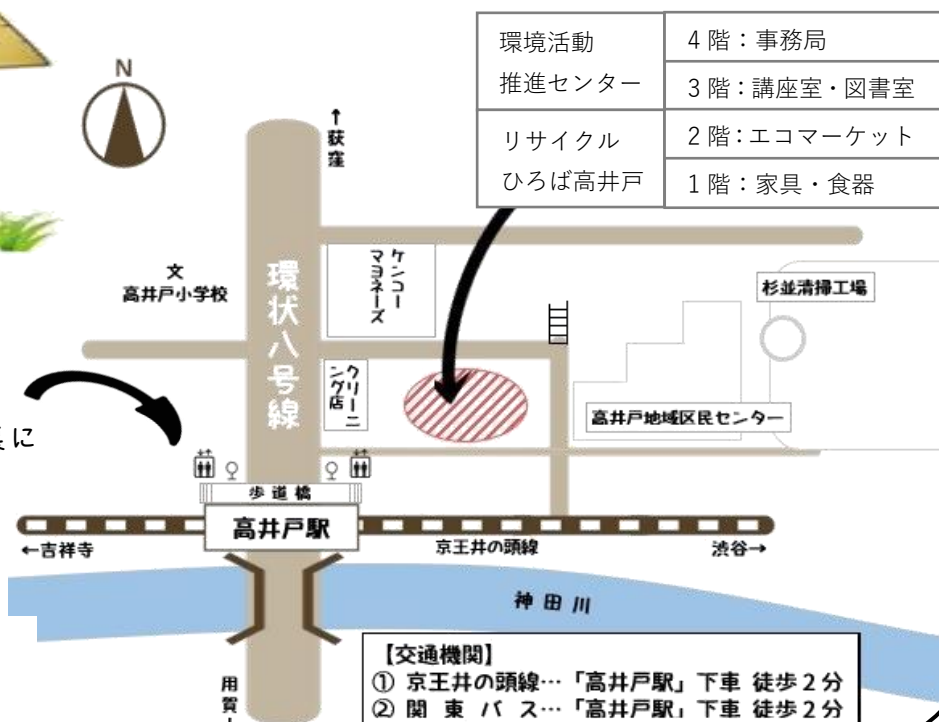 環境活動
推進センター
4階：事務局
3階：講座室・図書室
リサイクル
ひろば高井戸
2階：エコマーケット
1階：家具・食器
N
↑荻窪
文
高井戸小学校
環状八号線
ケンコー
マヨネーズ
杉並清掃工場
クリーニ
ング店
高井戸地域区民センター
に
歩道橋
高井戸駅
←吉祥寺
京王井の頭線
渋谷→
神田川
用賀
【交通機関】
① 京王井の頭線…「高井戸駅」下車 徒歩2分
② 関東バス…「高井戸駅」下車 徒歩2分